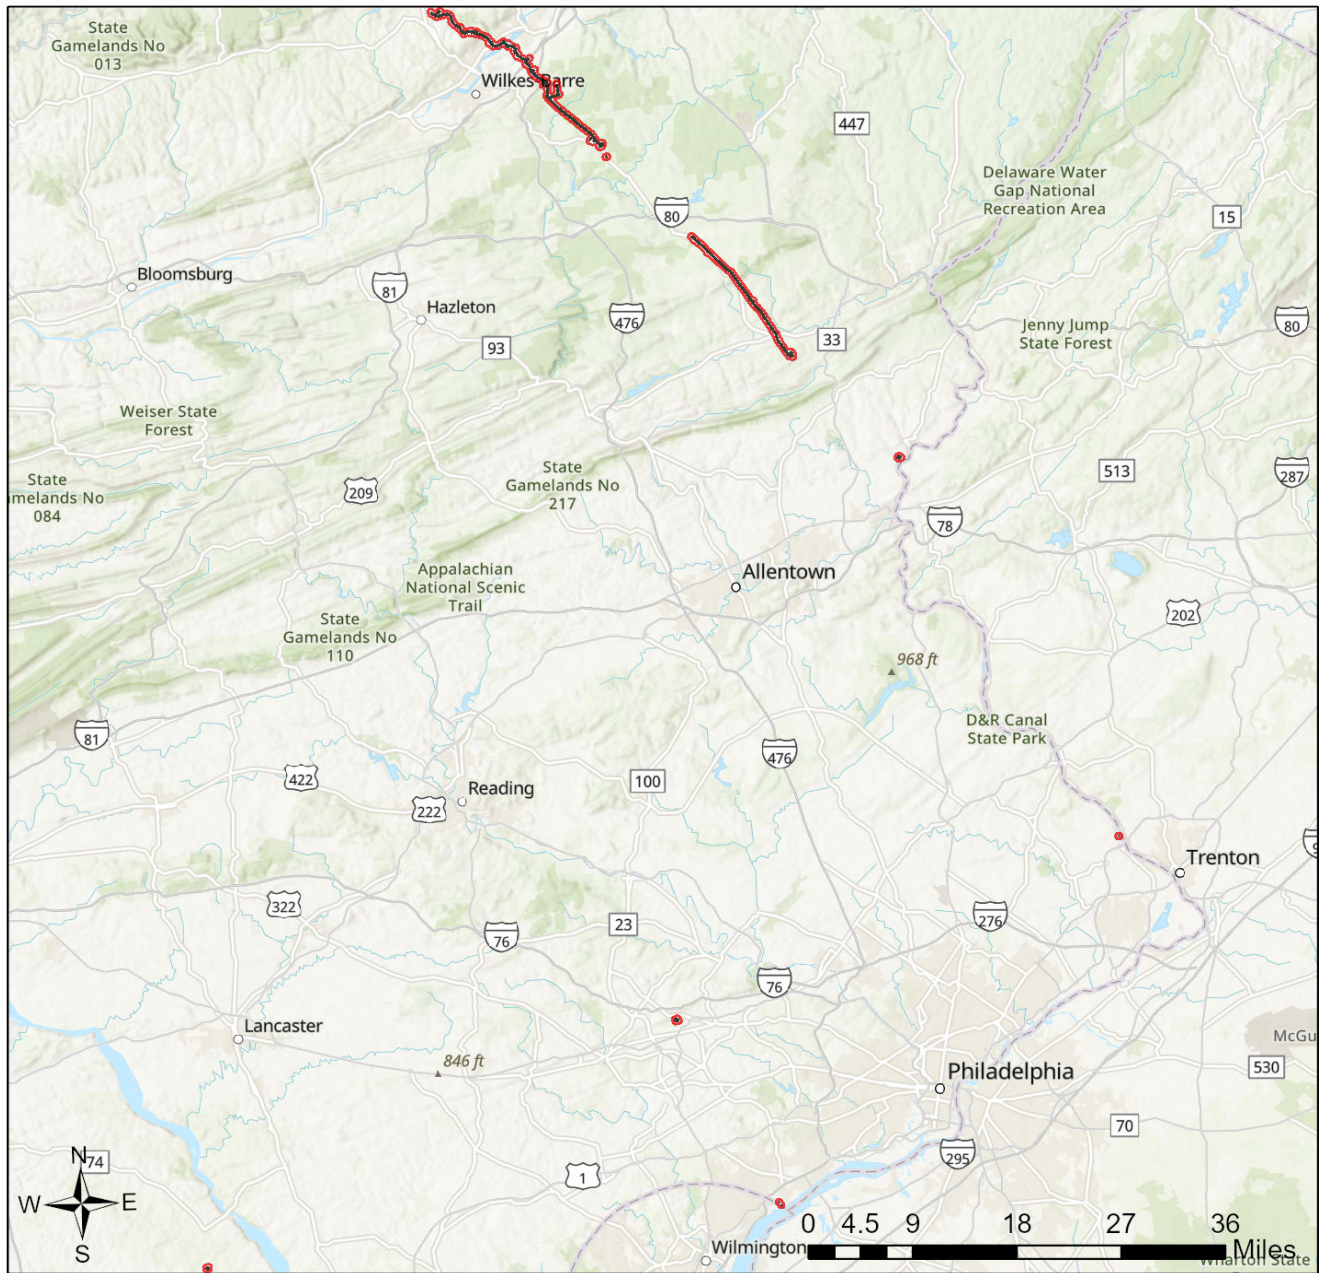 State
Gamelands No
013
Wilkes-Barre
447
Delaware Water
Gap National
Recreation Area
80
15
Bloomsburg
81
Hazleton
476
93
33
Jenny Jump
State Forest
80
Weiser State
Forest
State
Gamelands No
217
513
287
State
amelands No
084
209
78
Appalachian
National Scenic
Trail
Allentown
202
State
Gamelands No
110
968 ft
D&R Canal
State Park
81
422
476
100
222
Reading
Trenton
322
23
276
76
76
Lancaster
846 ft
McGu
530
Philadelphia
70
295
74
1
N
W
E
S
Wilmington
0 4.5 9 18 27 36
Miles
Wharton State